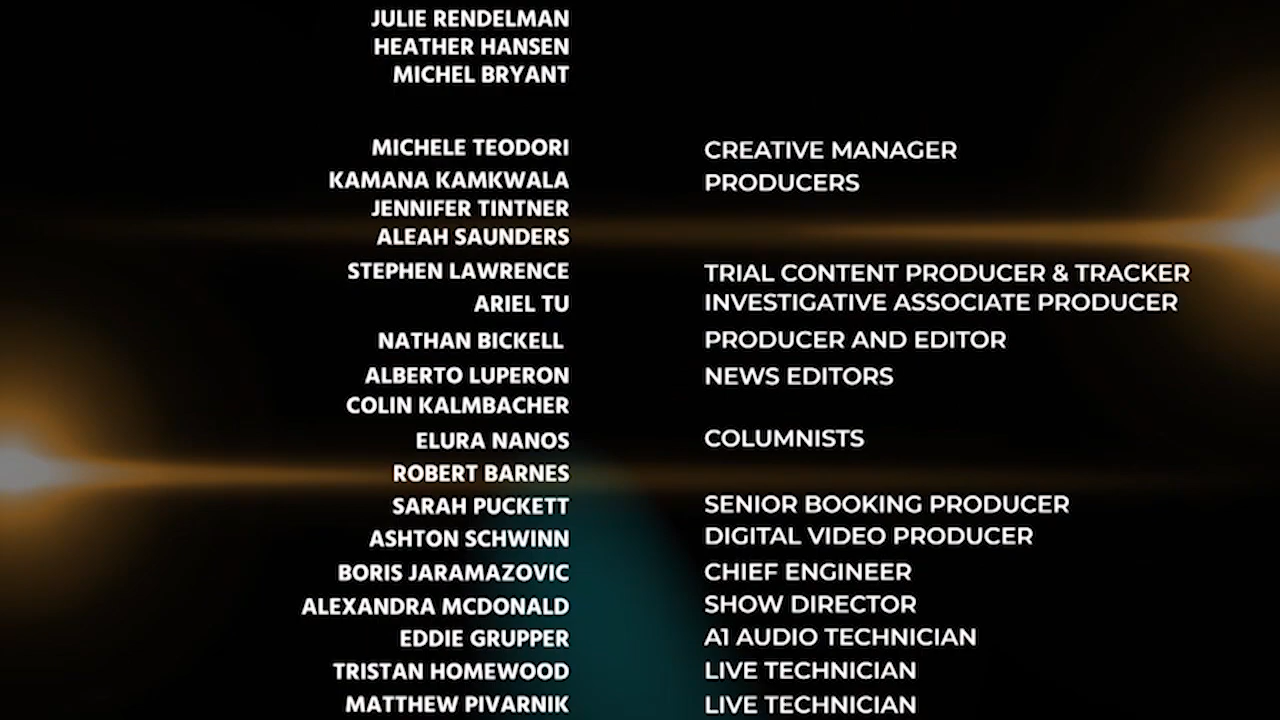 JULIE RENDELMAN
HEATHER HANSEN
MICHEL BRYANT
MICHELE TEODORI CREATIVE MANAGER
KAMANA KAMKWALA PRODUCERS
JENNIFER TINTNER
ALEAH SAUNDERS
STEPHEN LAWRENCE TRIAL CONTENT PRODUCER & TRACKER
ARIEL TU INVESTIGATIVE ASSOCIATE PRODUCER
NATHAN BICKELL PRODUCER AND EDITOR
ALBERTO LUPERON NEWS EDITORS
COLIN KALMBACHER
ELURA NANOS COLUMNISTS
ROBERT BARNES
SARAH PUCKETT SENIOR BOOKING PRODUCER
ASHTON SCHWINN DIGITAL VIDEO PRODUCER
BORIS JARAMAZOVIC CHIEF ENGINEER
ALEXANDRA MCDONALD SHOW DIRECTOR
EDDIE GRUPPER A1 AUDIO TECHNICIAN
TRISTAN HOMEWOOD LIVE TECHNICIAN
MATTHEW PIVARNIK LIVE TECHNICIAN